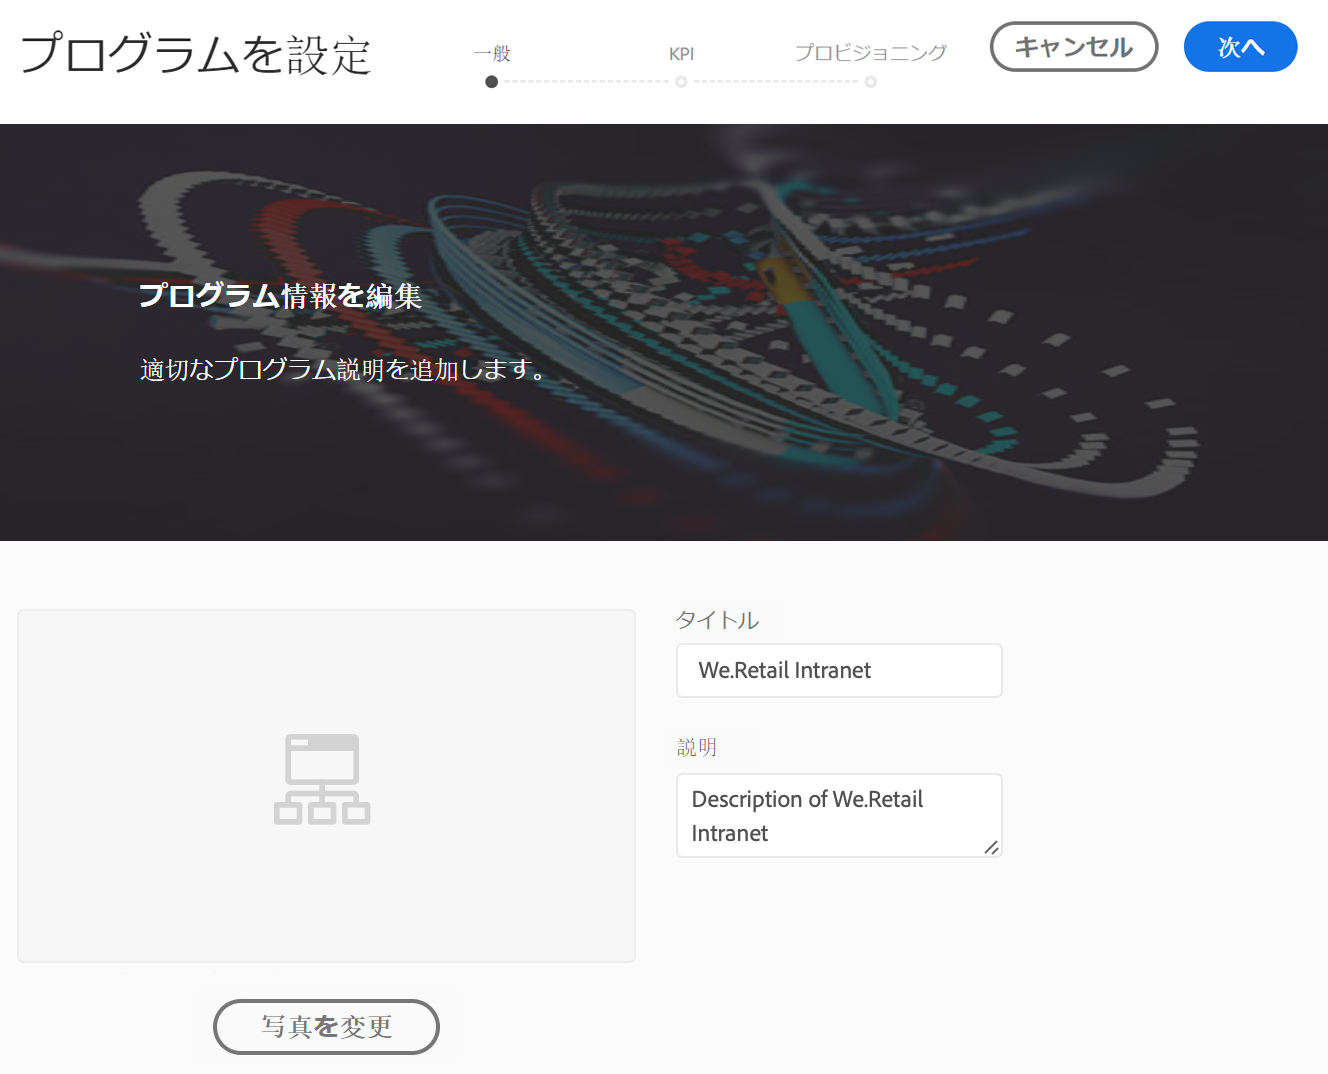 プログラムを設定
一般
KPI
プロビジョニング
キャンセル
次へ
プログラム情報を編集
適切なプログラム説明を追加します。
タイトル
We.Retail Intranet
説明
Description of We.Retail
Intranet
写真を変更